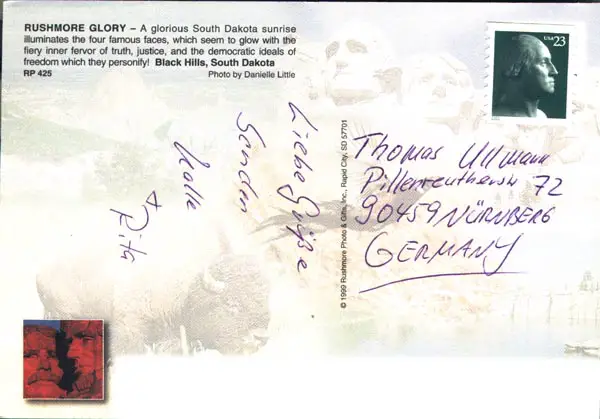 RUSHMORE GLORY – A glorious South Dakota sunrise
illuminates the four famous faces, which seem to glow with the
fiery inner fervor of truth, justice, and the democratic ideals of
freedom which they personify! Black Hills, South Dakota
RP 425 Photo by Danielle Little
USA 23
Liebe Grüße
Senden
Kalle
+ Rita
© 1999 Rushmore Photo & Gifts, Inc., Rapid City, SD 57701
Thomas Ullmann
Pillenreutherstr 72
90459 NÜRNBERG
GERMANY